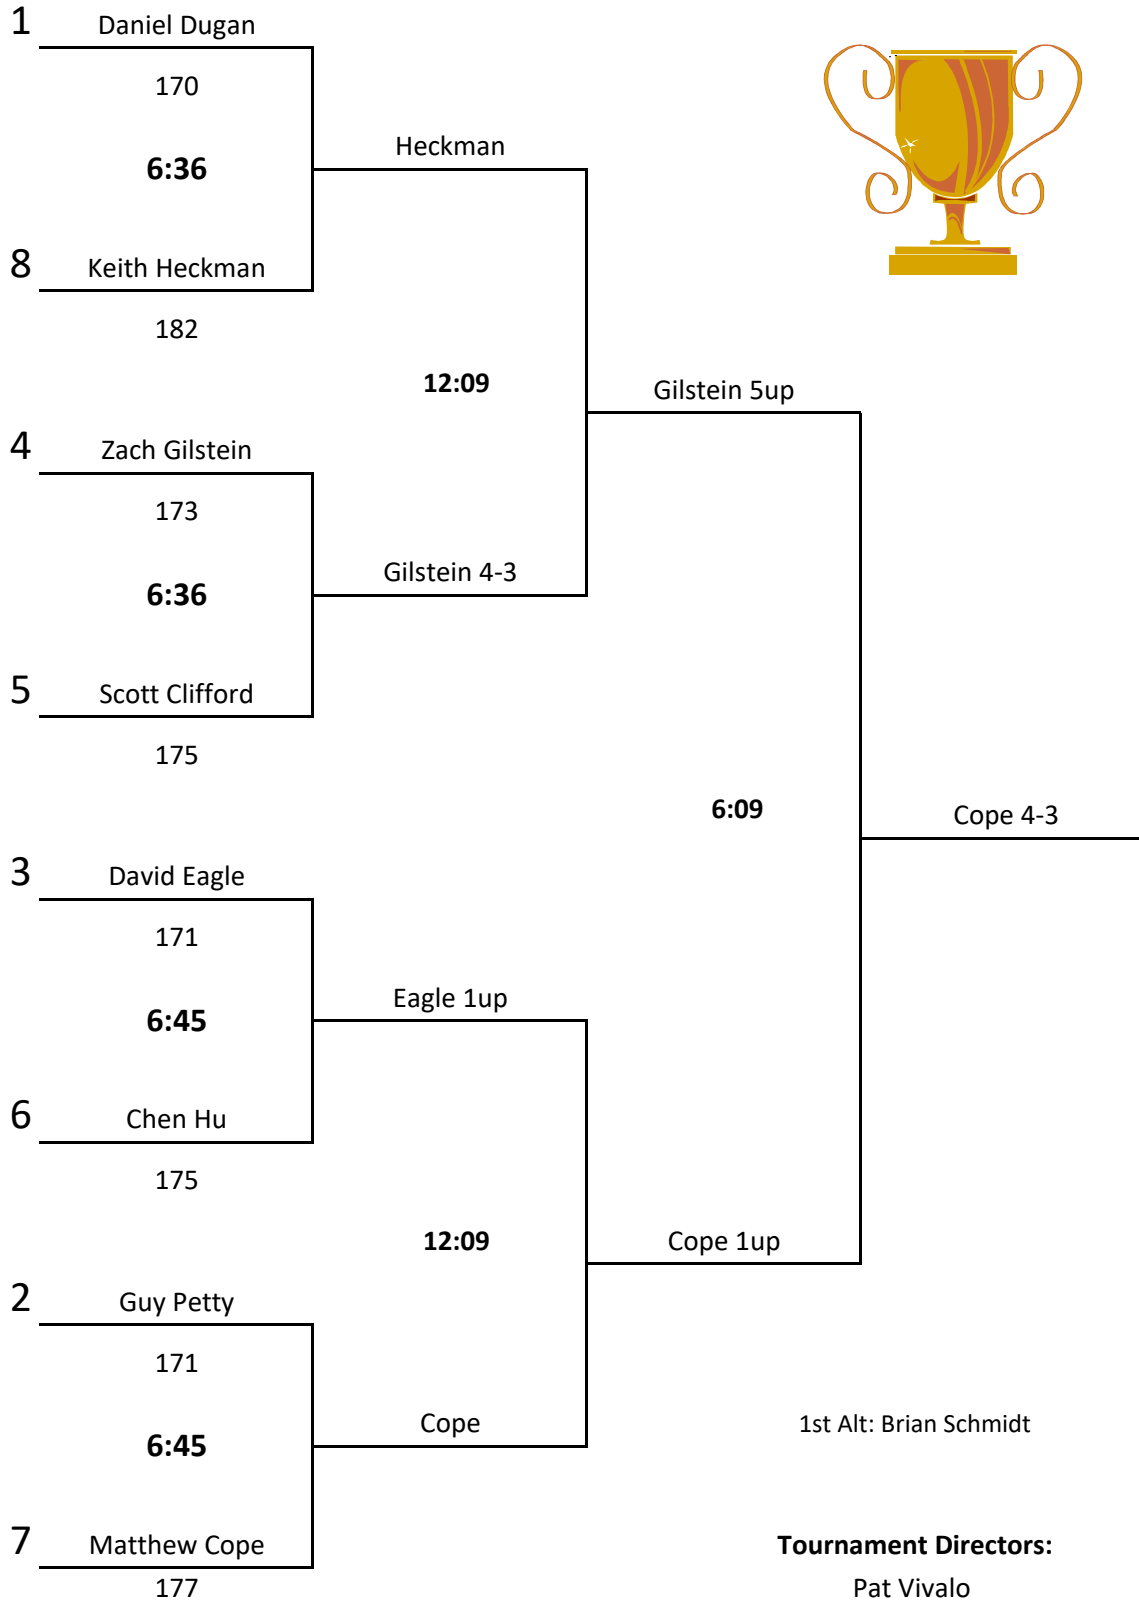 1 Daniel Dugan
170
6:36
Heckman
8 Keith Heckman
182
12:09
Gilstein 5up
4 Zach Gilstein
173
6:36
Gilstein 4-3
5 Scott Clifford
175
6:09
Cope 4-3
3 David Eagle
171
6:45
Eagle 1up
6 Chen Hu
175
12:09
Cope 1up
2 Guy Petty
171
6:45
Cope
1st Alt: Brian Schmidt
7 Matthew Cope
177
Tournament Directors:
Pat Vivalo